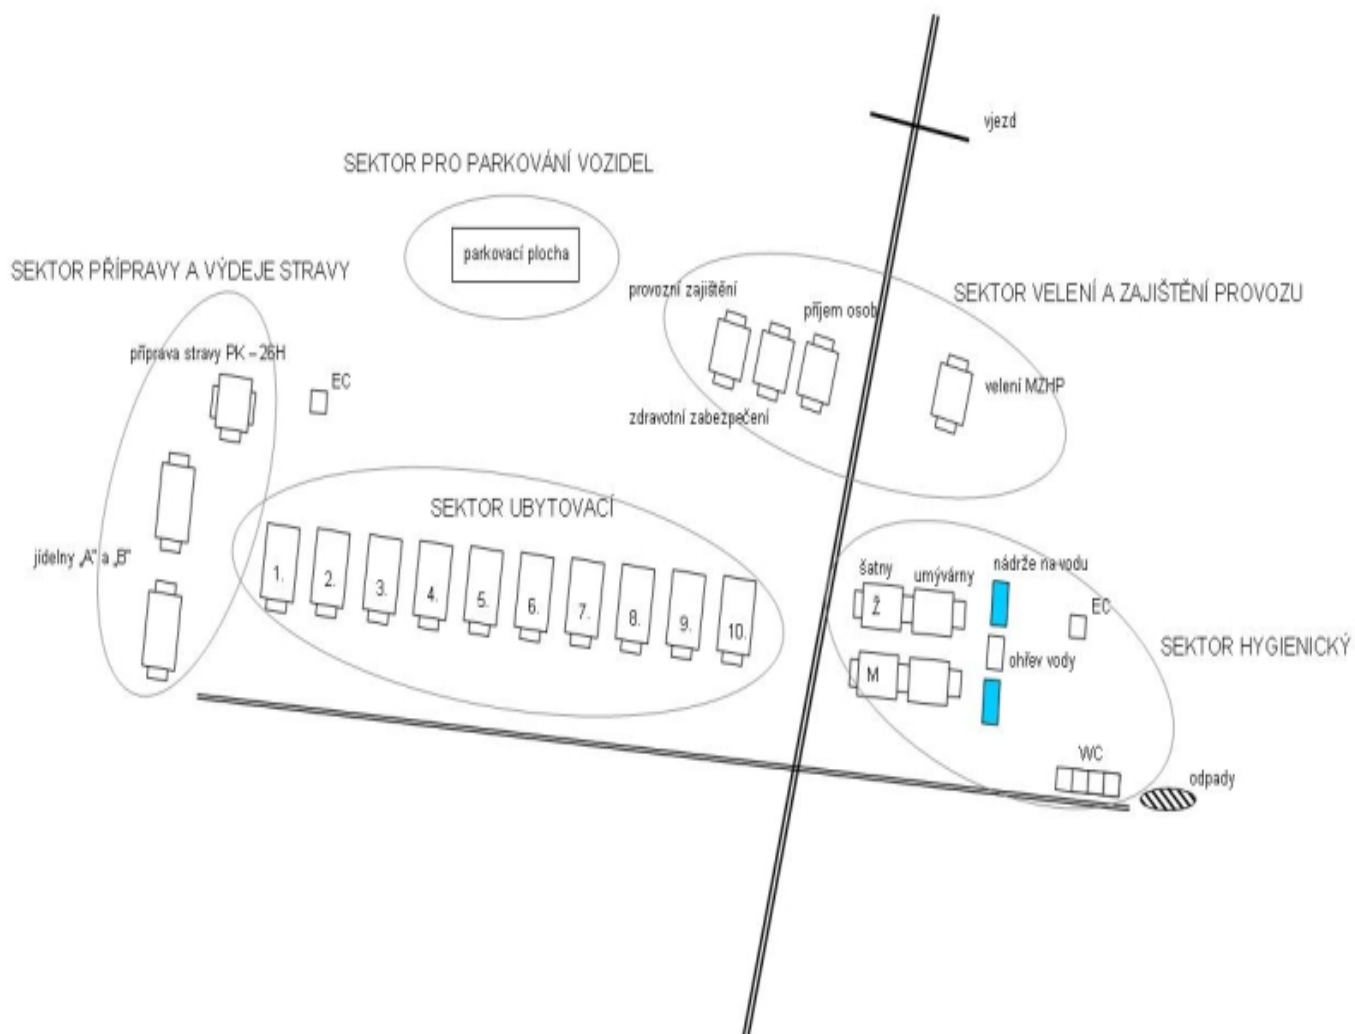 vjezd
SEKTOR PRO PARKOVÁNÍ VOZIDEL
parkovací plocha
SEKTOR PŘÍPRAVY A VÝDEJE STRAVY
provozní zajištění
SEKTOR VELENÍ A ZAJIŠTĚNÍ PROVOZU
příjem osob
příprava stravy PK – 26H
EC
velení MZHP
zdravotní zabezpečení
SEKTOR UBYTOVACÍ
jídelny „A" a „B"
1.
2.
3.
4.
5.
6.
7.
8.
9.
10.
šatny
umývárny
nádrže na vodu
Ž
EC
SEKTOR HYGIENICKÝ
ohřev vody
M
WC
odpady